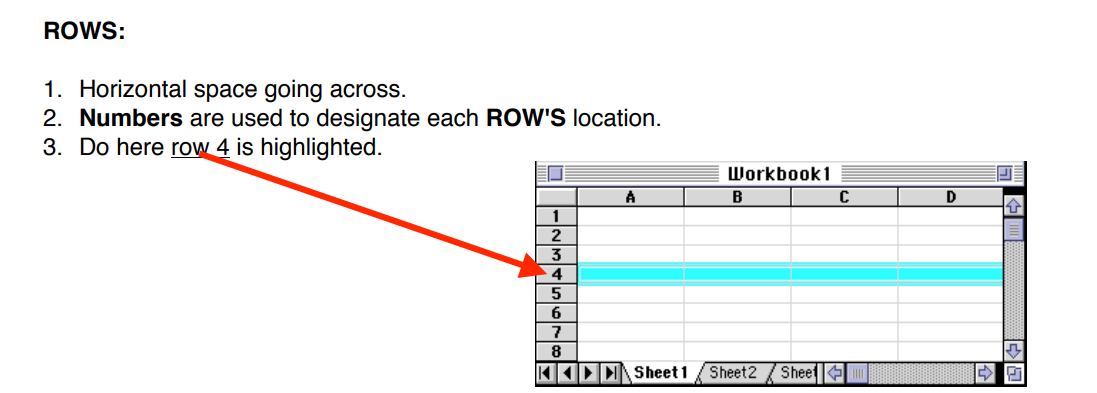 ROWS:
1. Horizontal space going across.
2. Numbers are used to designate each ROW'S location.
3. Do here row 4 is highlighted.
Workbook1
A B C D
1
2
3
4
5
6
7
8
Sheet1 Sheet2 Sheet